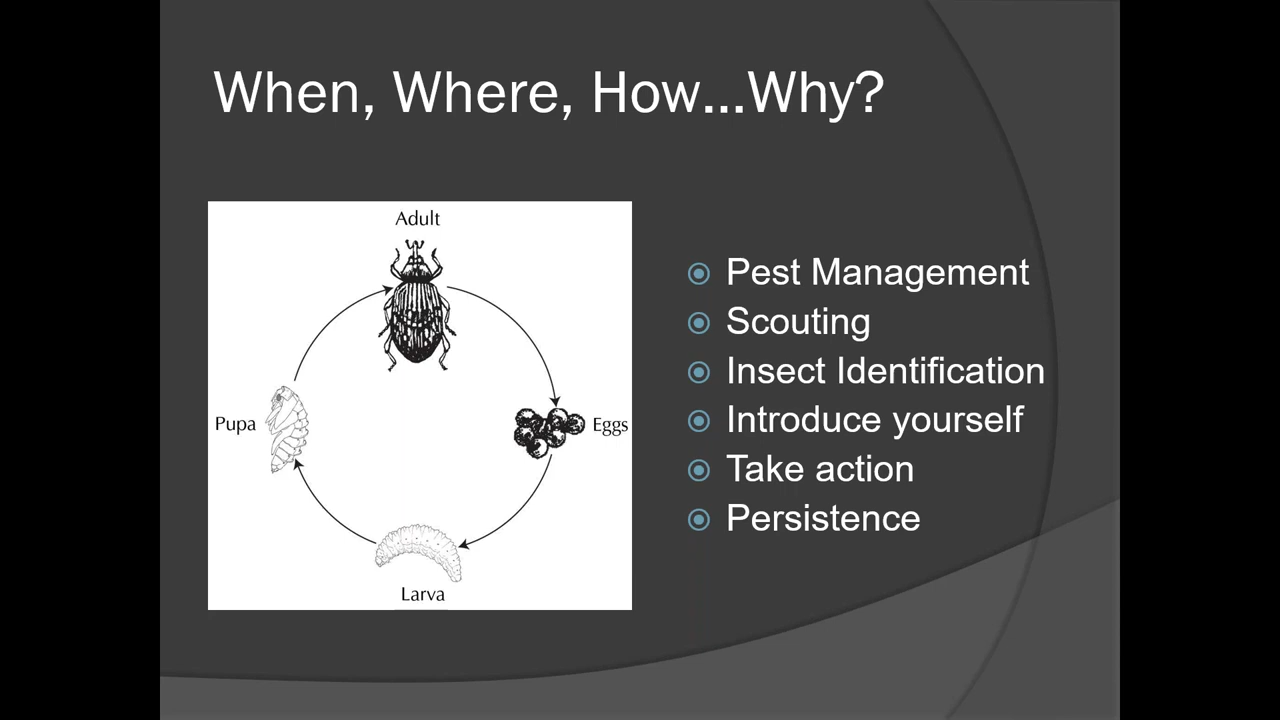 When, Where, How...Why?
Adult
Eggs
Larva
Pupa
Pest Management
Scouting
Insect Identification
Introduce yourself
Take action
Persistence